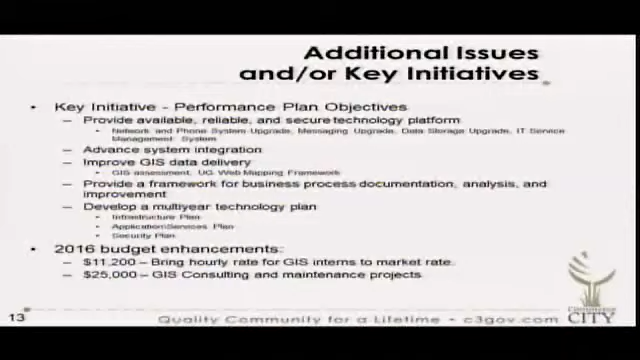 Additional Issues
and/or Key Initiatives
• Key Initiative - Performance Plan Objectives
– Provide available, reliable, and secure technology platform
• Network and Phone System Upgrade, Messaging Upgrade, Data Storage Upgrade, IT Service
Management System
– Advance system integration
– Improve GIS data delivery
• GIS assessment, UG Web Mapping Framework
– Provide a framework for business process documentation, analysis, and
improvement
– Develop a multiyear technology plan
• Infrastructure Plan
• Application/Services Plan
• Security Plan
• 2016 budget enhancements:
– $11,200 – Bring hourly rate for GIS interns to market rate.
– $25,000 – GIS Consulting and maintenance projects
Commerce
CITY
13
Quality Community for a Lifetime • c3gov.com